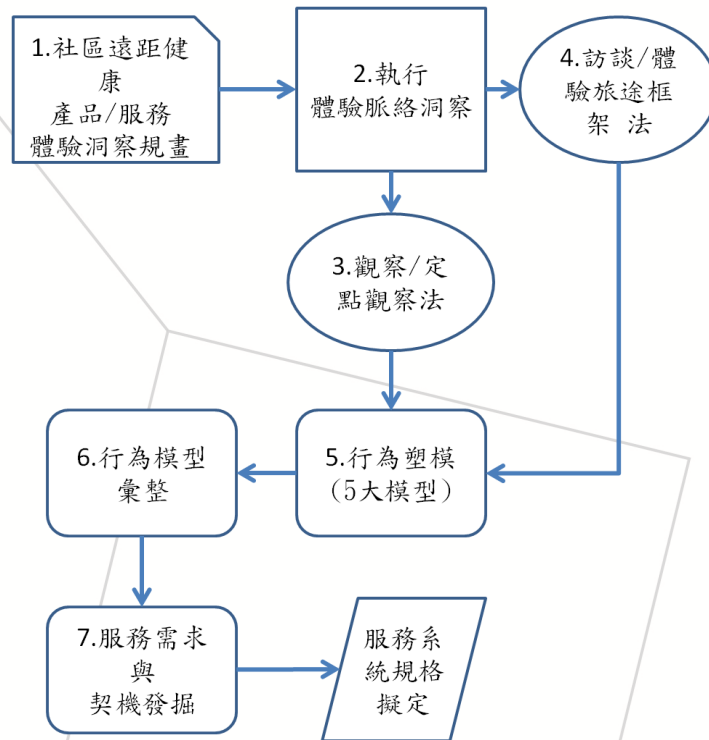 1.社區遠距健
康
產品/服務
體驗洞察規畫
2.執行
體驗脈絡洞察
4.訪談/體
驗旅途框
架 法
3.觀察/定
點觀察法
5.行為塑模
(5大模型)
6.行為模型
彙整
7.服務需求
與
契機發掘
服務系
統規格
擬定